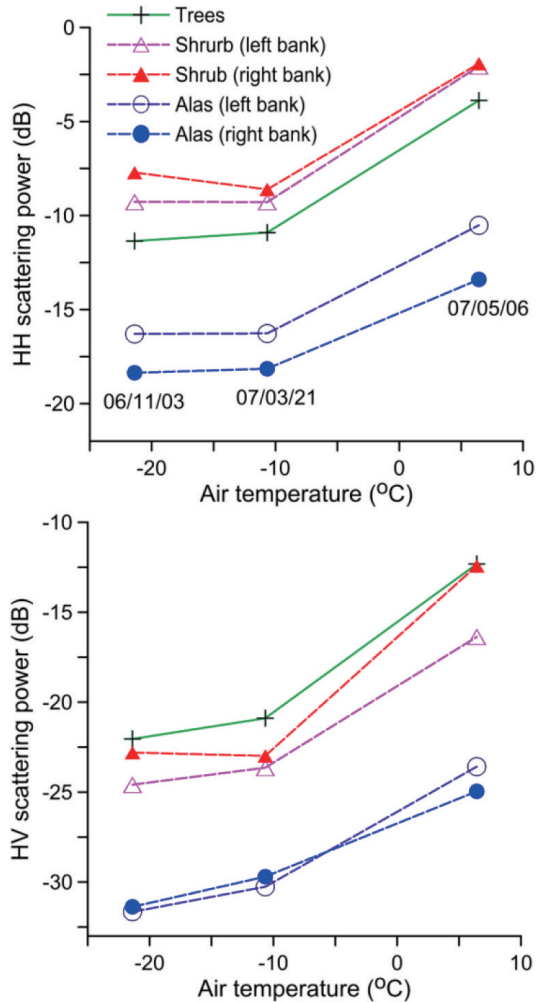 0
-5
-10
-15
-20
HH scattering power (dB)
Trees
Shrurb (left bank)
Shrub (right bank)
Alas (left bank)
Alas (right bank)
07/05/06
06/11/03
07/03/21
-20
-10
0
10
Air temperature (°C)
-10
-15
-20
-25
-30
HV scattering power (dB)
-20
-10
0
10
Air temperature (°C)